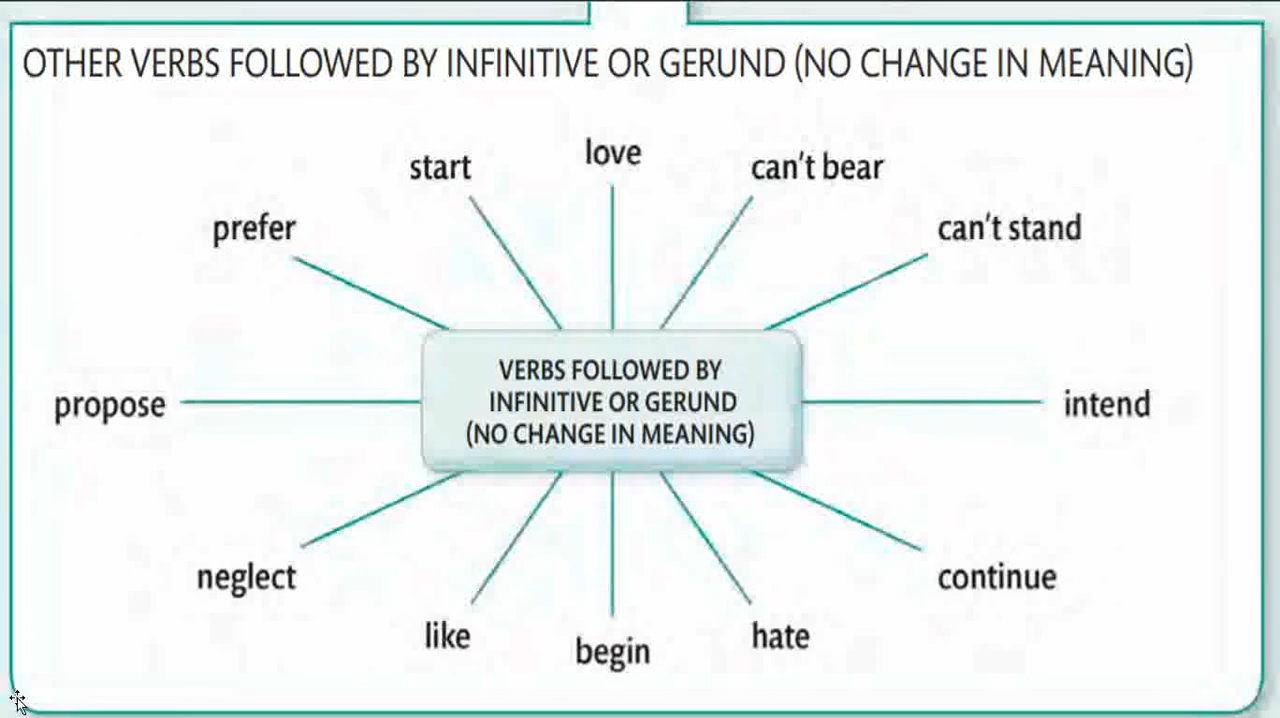 OTHER VERBS FOLLOWED BY INFINITIVE OR GERUND (NO CHANGE IN MEANING)
love
start
can't bear
prefer
can't stand
VERBS FOLLOWED BY
INFINITIVE OR GERUND
(NO CHANGE IN MEANING)
propose
intend
neglect
continue
like
hate
begin